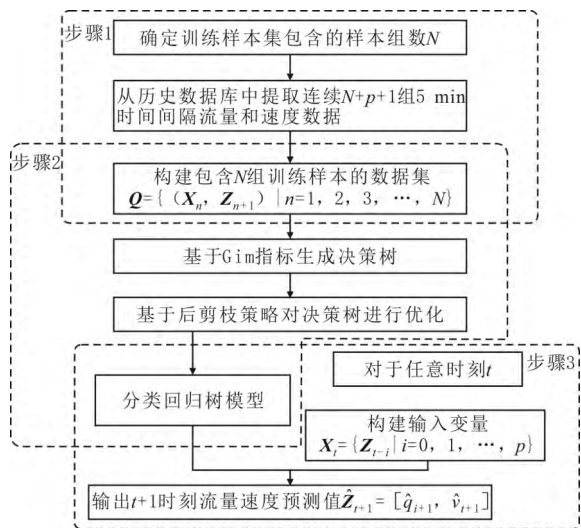 步骤1
确定训练样本集包含的样本组数N
从历史数据库中提取连续N+p+1组5 min
时间间隔流量和速度数据
步骤2
构建包含N组训练样本的数据集
Q={(Xn, Zn+1)|n=1, 2, 3, …, N}
基于Gim指标生成决策树
基于后剪枝策略对决策树进行优化
步骤3
对于任意时刻t
分类回归树模型
构建输入变量
Xt={Zt-i|i=0, 1, …, p}
输出t+1时刻流量速度预测值Ẑt+1=[q̂i+1, v̂t+1]